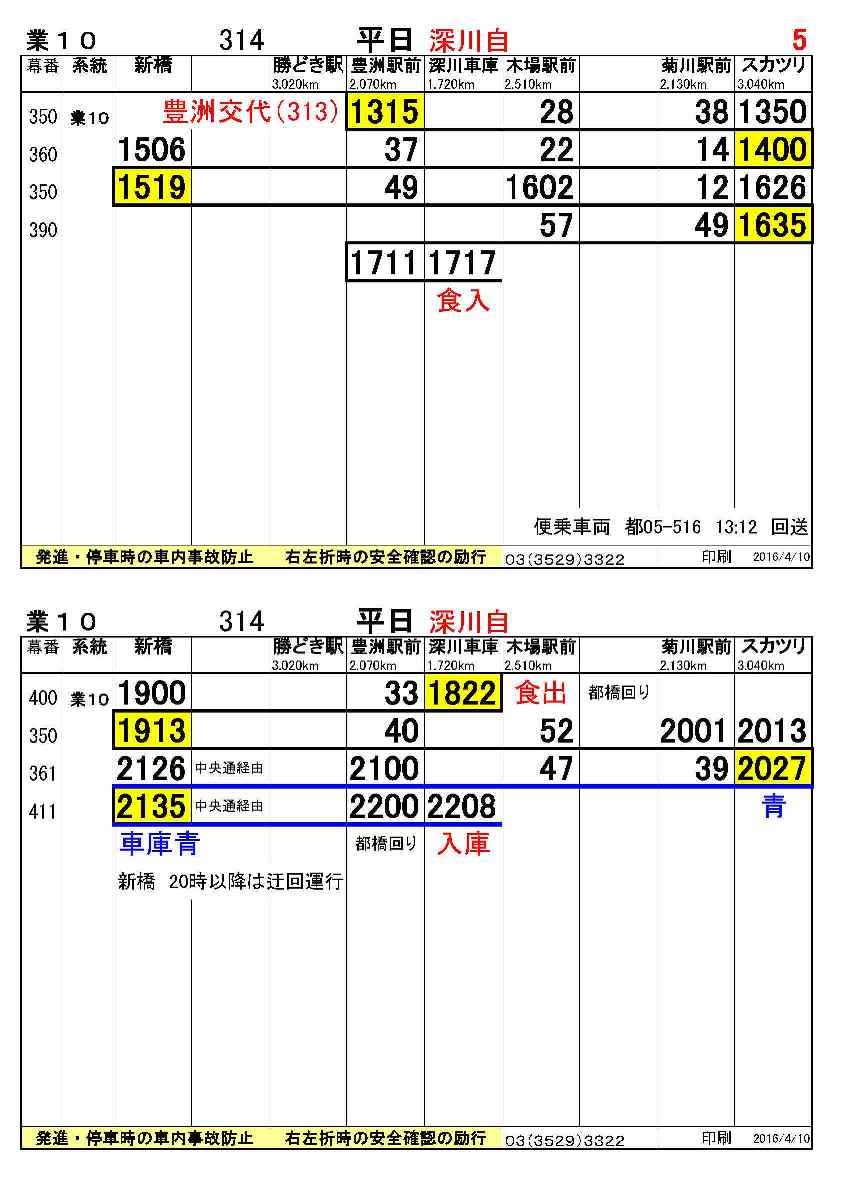 業１０ 314 平日 深川自 5
幕番 系統 新橋 勝どき駅 豊洲駅前 深川車庫 木場駅前 菊川駅前 スカツリ
3.020km 2.070km 1.720km 2.510km 2.130km 3.040km
350 業10 豊洲交代(313) 1315 28 38 1350
360 1506 37 22 14 1400
350 1519 49 1602 12 1626
390 57 49 1635
1711 1717
食入
便乗車両 都05-516 13:12 回送
発進・停車時の車内事故防止 右左折時の安全確認の励行 03(3529)3322 印刷 2016/4/10
業１０ 314 平日 深川自
幕番 系統 新橋 勝どき駅 豊洲駅前 深川車庫 木場駅前 菊川駅前 スカツリ
3.020km 2.070km 1.720km 2.510km 2.130km 3.040km
400 業10 1900 33 1822 食出 都橋回り
350 1913 40 52 2001 2013
361 2126 中央通経由 2100 47 39 2027
411 2135 中央通経由 2200 2208 青
車庫青 都橋回り 入庫
新橋 20時以降は迂回運行
発進・停車時の車内事故防止 右左折時の安全確認の励行 03(3529)3322 印刷 2016/4/10